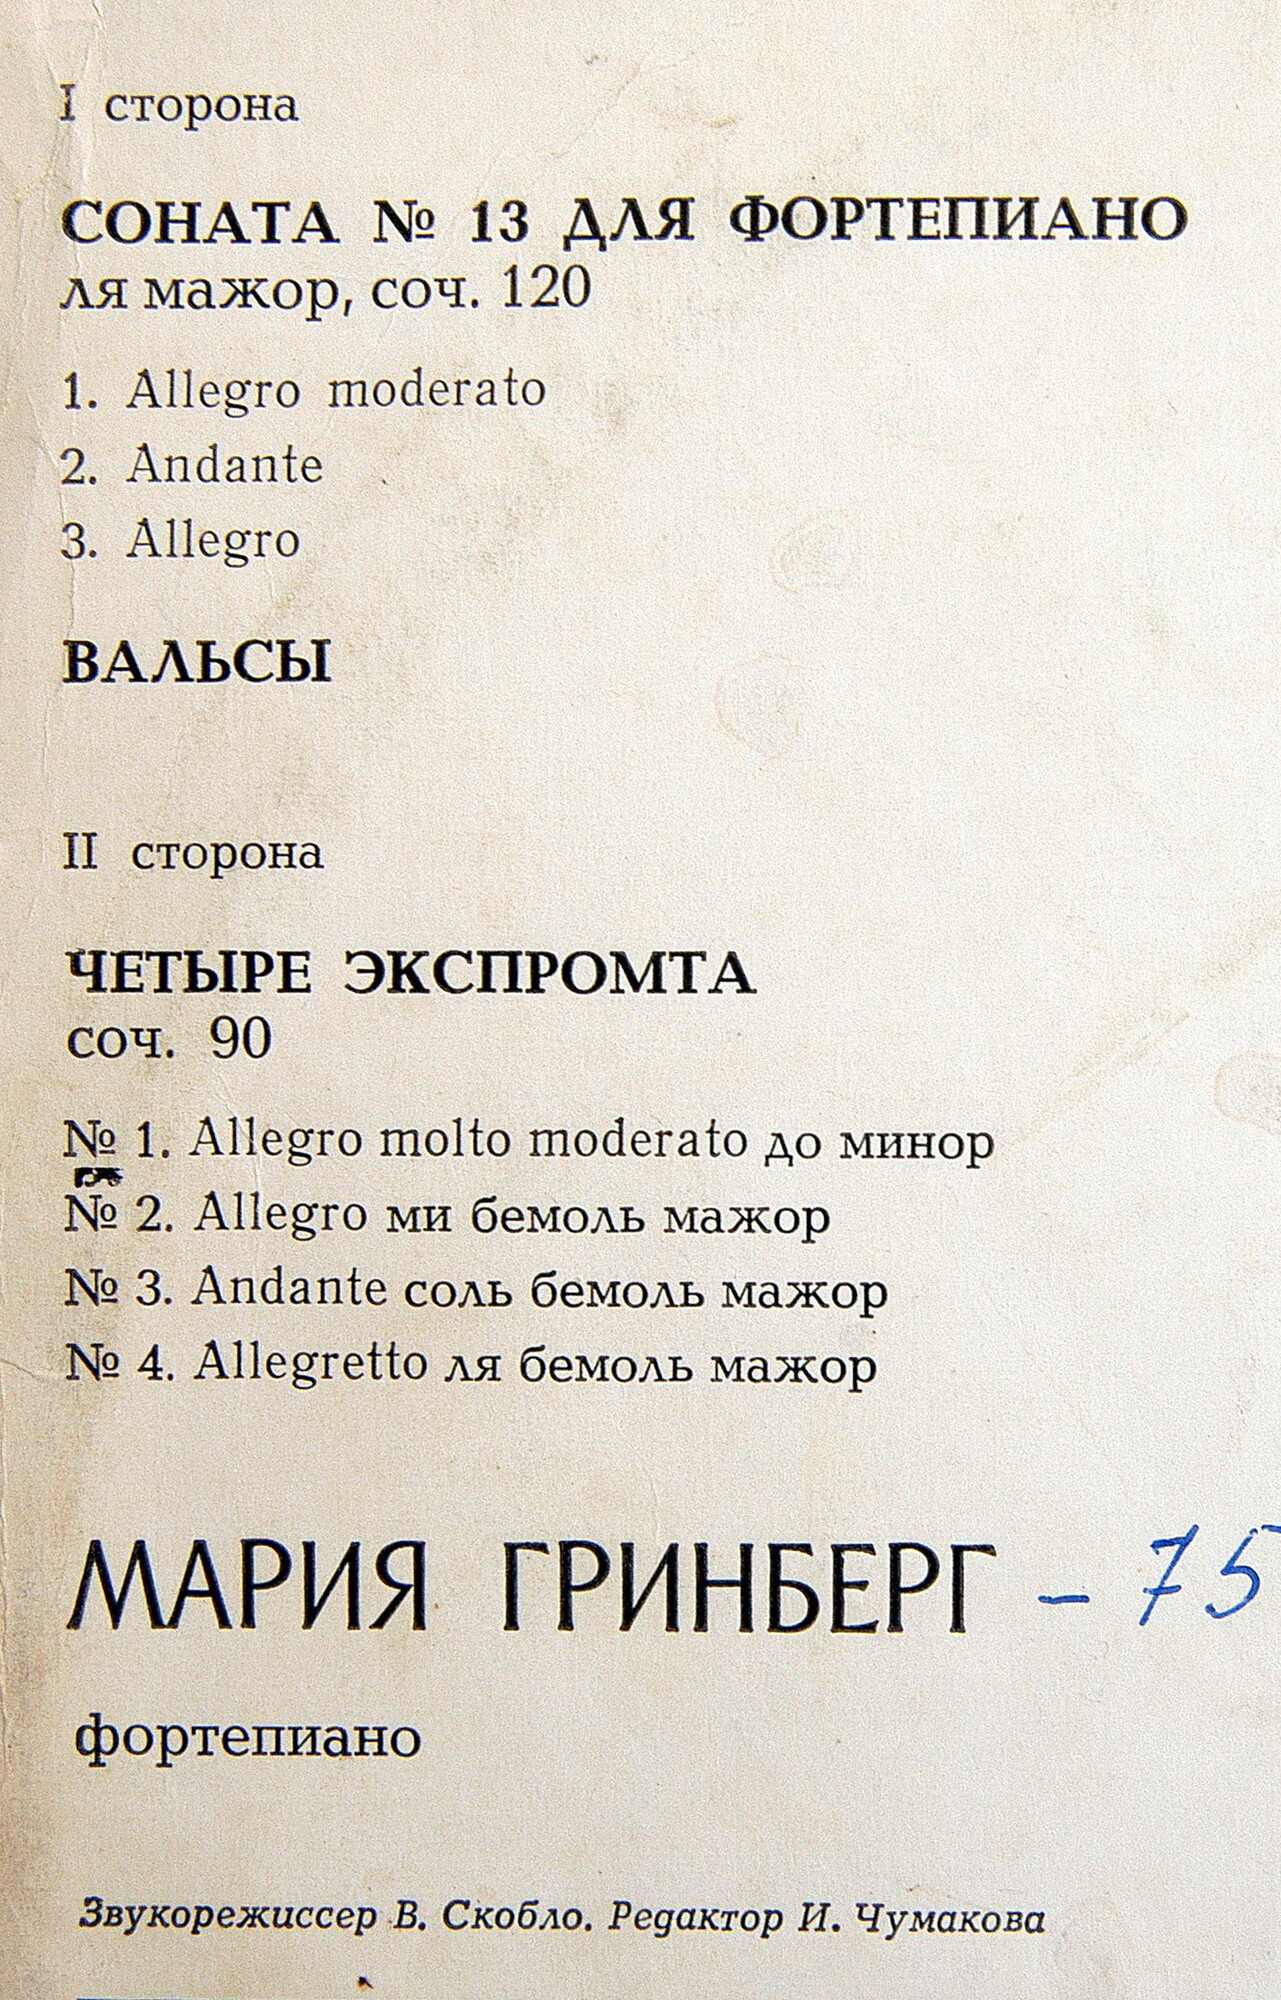 I сторона
СОНАТА № 13 ДЛЯ ФОРТЕПИАНО
ля мажор, соч. 120
1. Allegro moderato
2. Andante
3. Allegro
ВАЛЬСЫ
II сторона
ЧЕТЫРЕ ЭКСПРОМТА
соч. 90
№ 1. Allegro molto moderato до минор
№ 2. Allegro ми бемоль мажор
№ 3. Andante соль бемоль мажор
№ 4. Allegretto ля бемоль мажор
МАРИЯ ГРИНБЕРГ – 75
фортепиано
Звукорежиссер В. Скобло. Редактор И. Чумакова